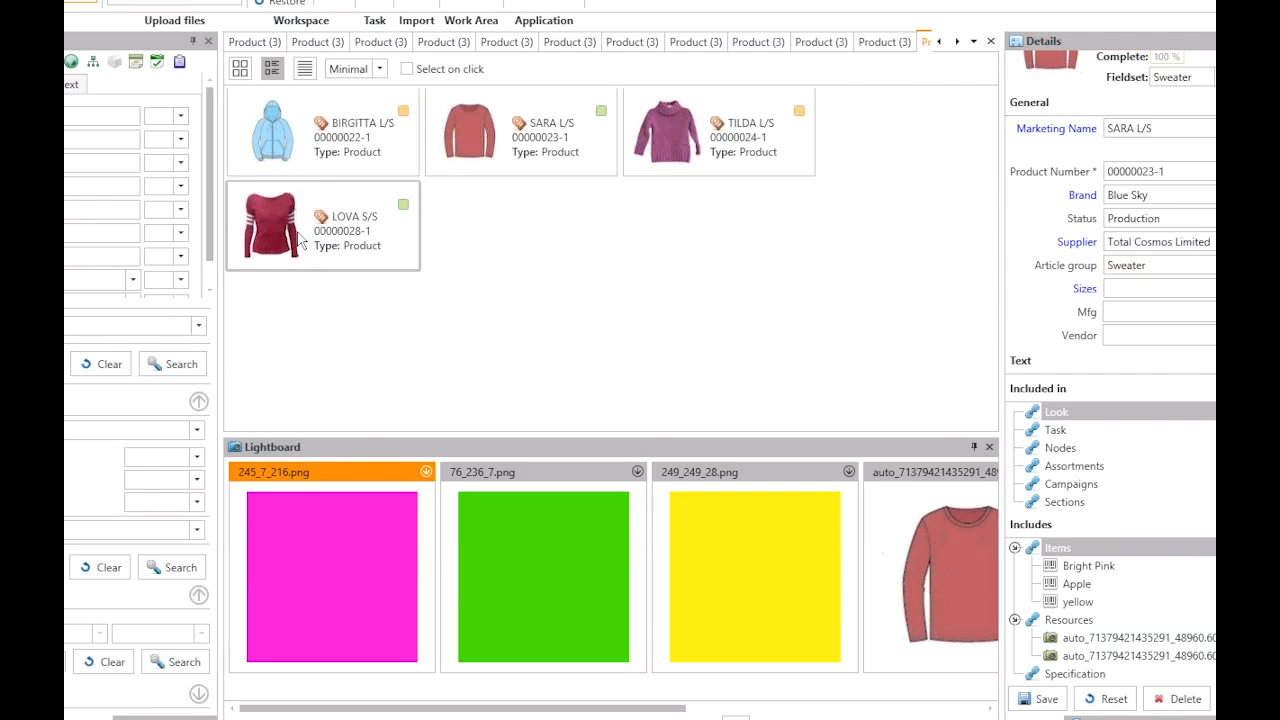 Restore
Upload files Workspace Task Import Work Area Application
Product (3) Product (3) Product (3) Product (3) Product (3) Product (3) Product (3) Product (3) Product (3) Product (3) Product (3) Pr
Details
Minimal Select on click
ext
BIRGITTA L/S
00000022-1
Type: Product
SARA L/S
00000023-1
Type: Product
TILDA L/S
00000024-1
Type: Product
LOVA S/S
00000028-1
Type: Product
Clear Search
Clear Search
Clear Search
Lightboard
245_7_216.png
76_236_7.png
249_249_28.png
auto_71379421435291_489
Complete: 100 %
Fieldset: Sweater
General
Marketing Name SARA L/S
Product Number * 00000023-1
Brand Blue Sky
Status Production
Supplier Total Cosmos Limited
Article group Sweater
Sizes
Mfg
Vendor
Text
Included in
Look
Task
Nodes
Assortments
Campaigns
Sections
Includes
Items
Bright Pink
Apple
yellow
Resources
auto_71379421435291_48960.60
auto_71379421435291_48960.60
Specification
Save Reset Delete